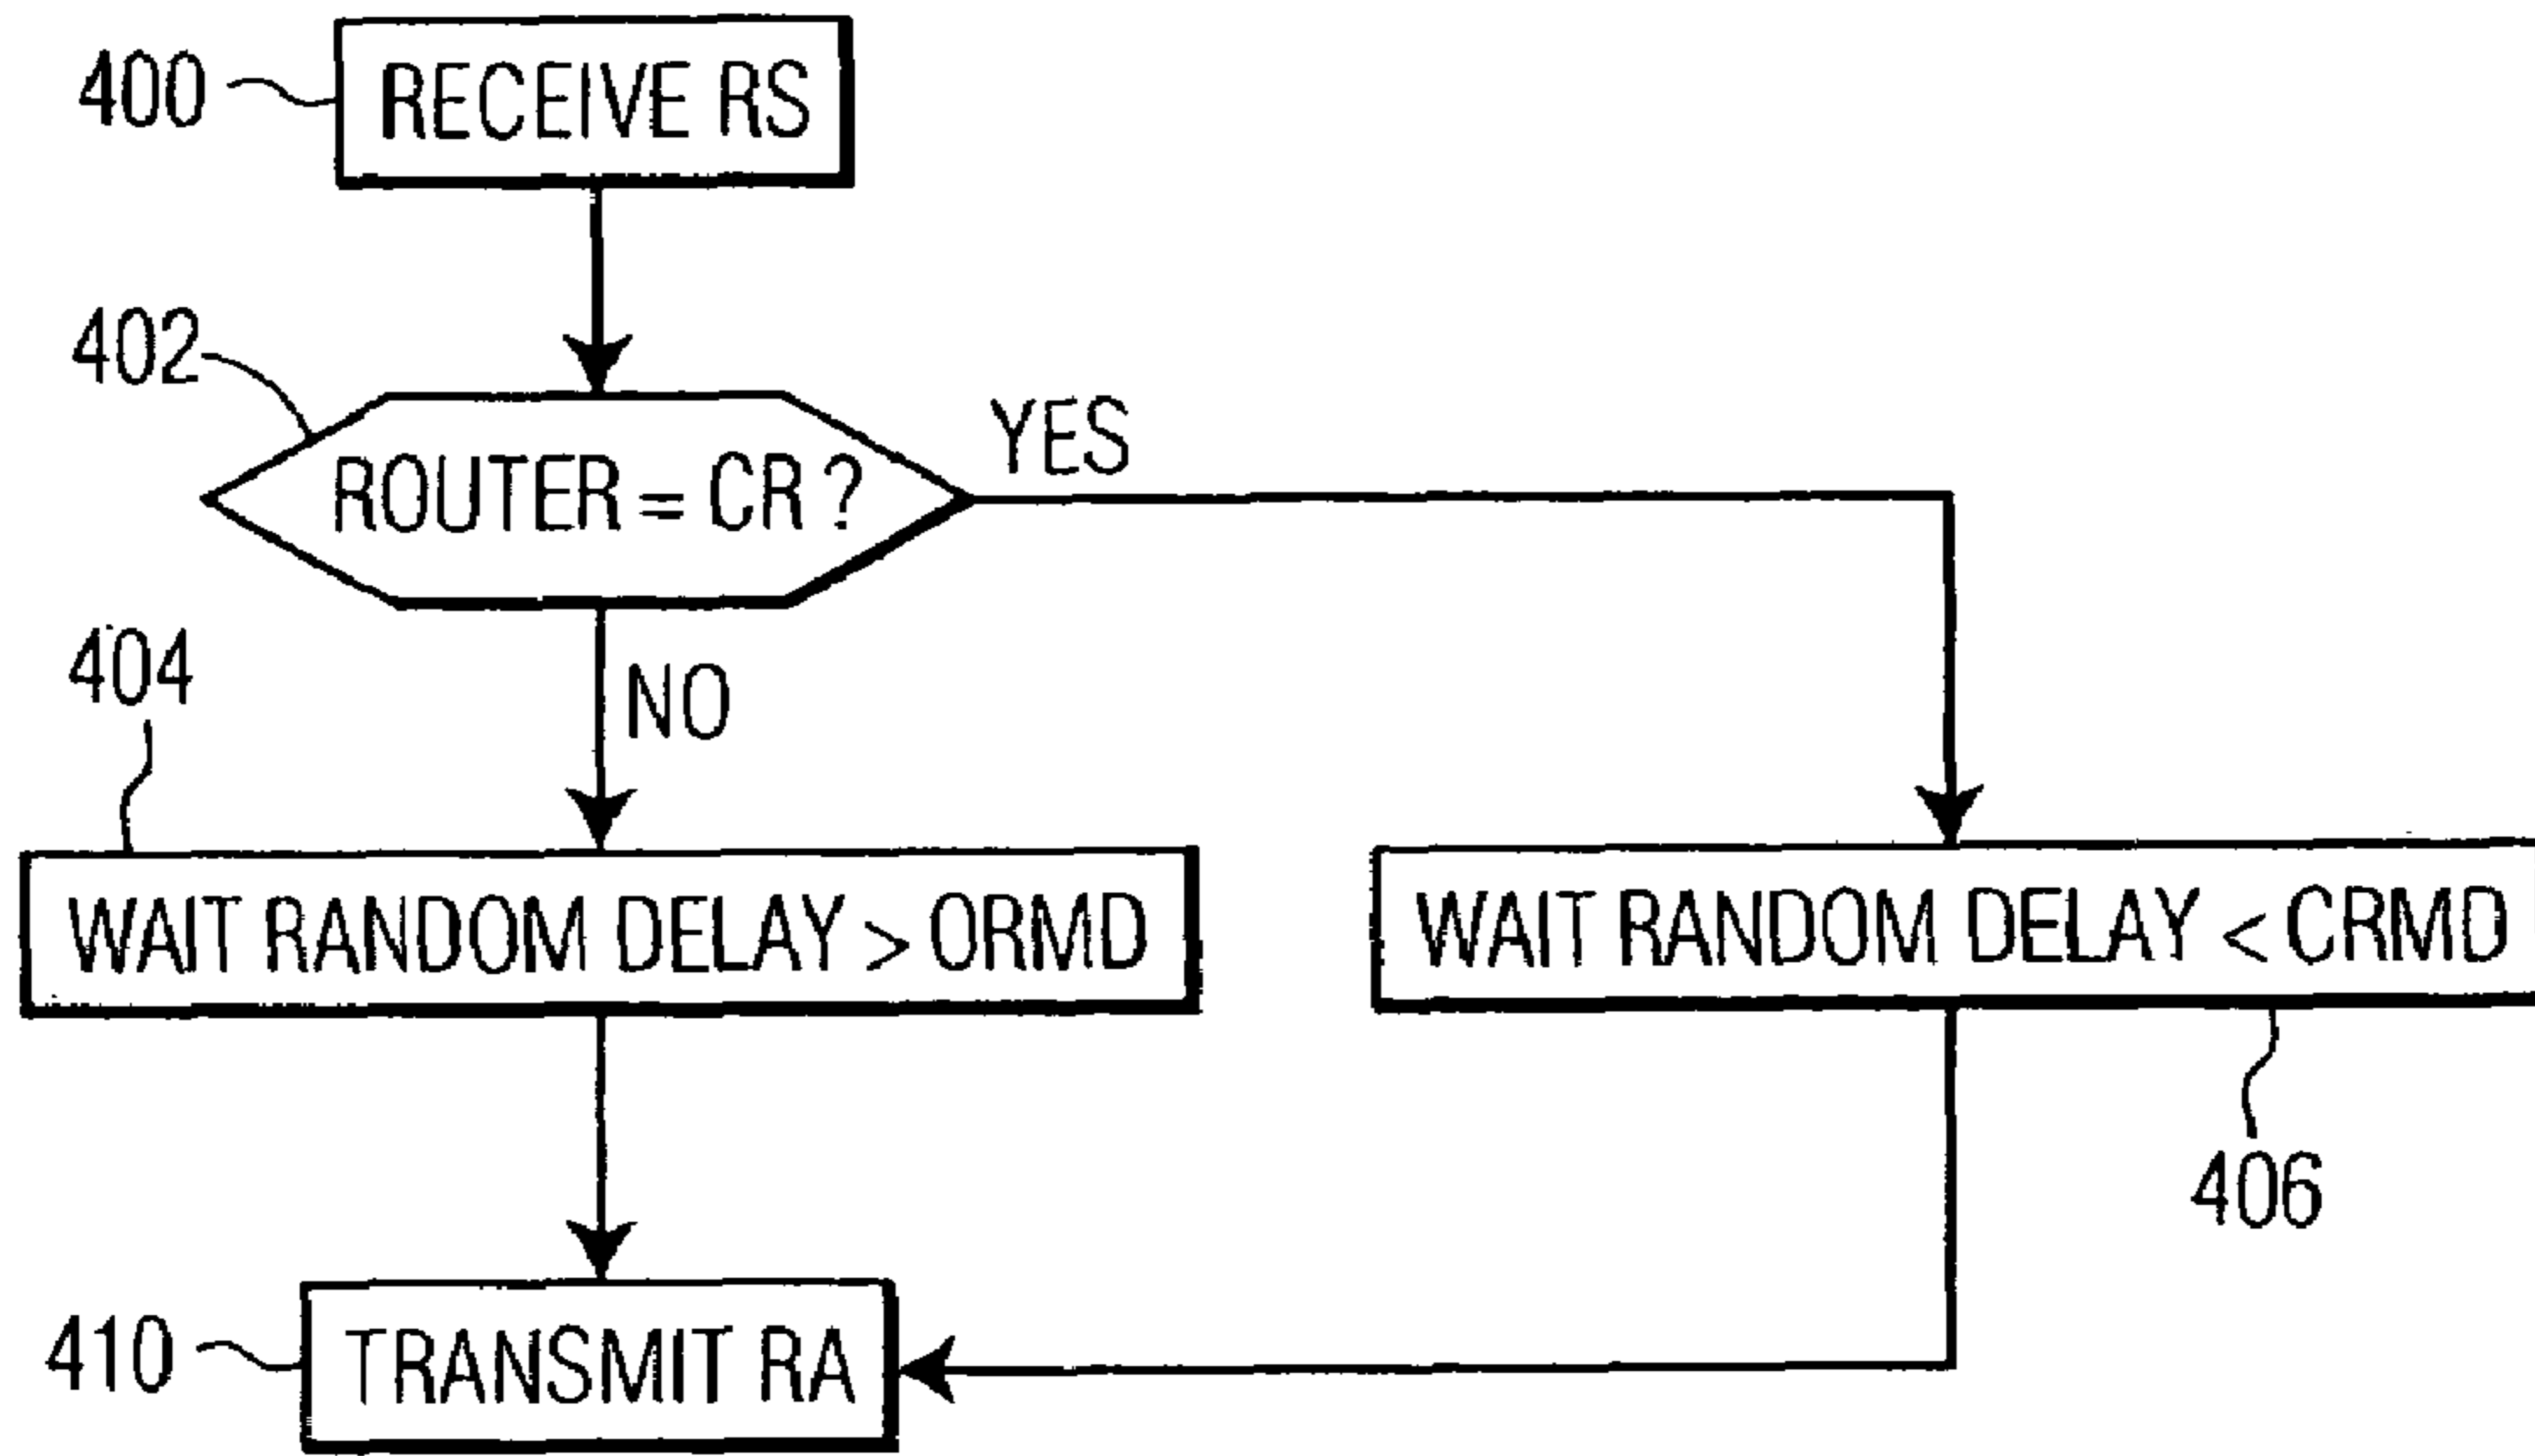 400
RECEIVE RS
402
ROUTER = CR ?
YES
NO
404
WAIT RANDOM DELAY > ORMD
WAIT RANDOM DELAY < CRMD
406
410
TRANSMIT RA